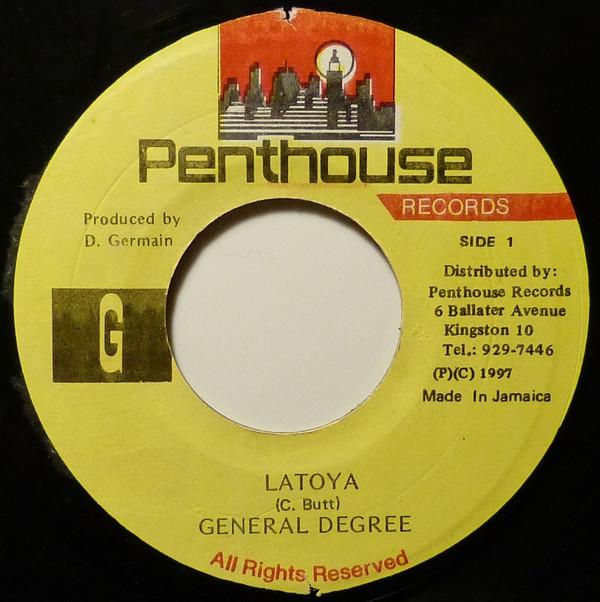 Penthouse
RECORDS
Produced by
D. Germain
SIDE 1
Distributed by:
Penthouse Records
6 Ballater Avenue
Kingston 10
Tel.: 929-7446
(P)(C) 1997
Made In Jamaica
G
LATOYA
(C. Butt)
GENERAL DEGREE
All Rights Reserved